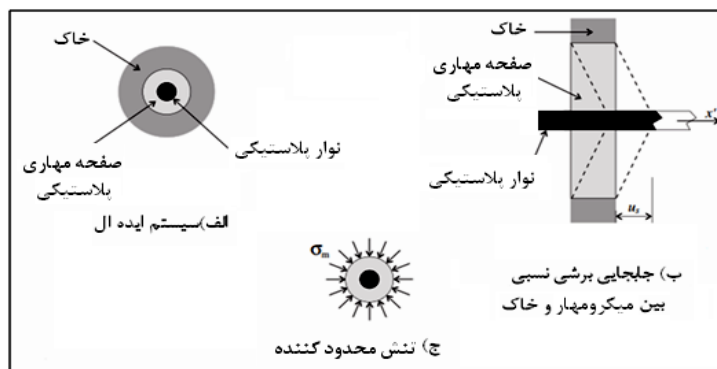 خاک
صفحه مهاری
پلاستیکی
نوار پلاستیکی
الف)سیستم ایده ال
خاک
صفحه مهاری
پلاستیکی
نوار پلاستیکی
x'
u_s
ب) جابجایی برشی نسبی
بین میکرومهار و خاک
σm
ج) تنش محدود کننده